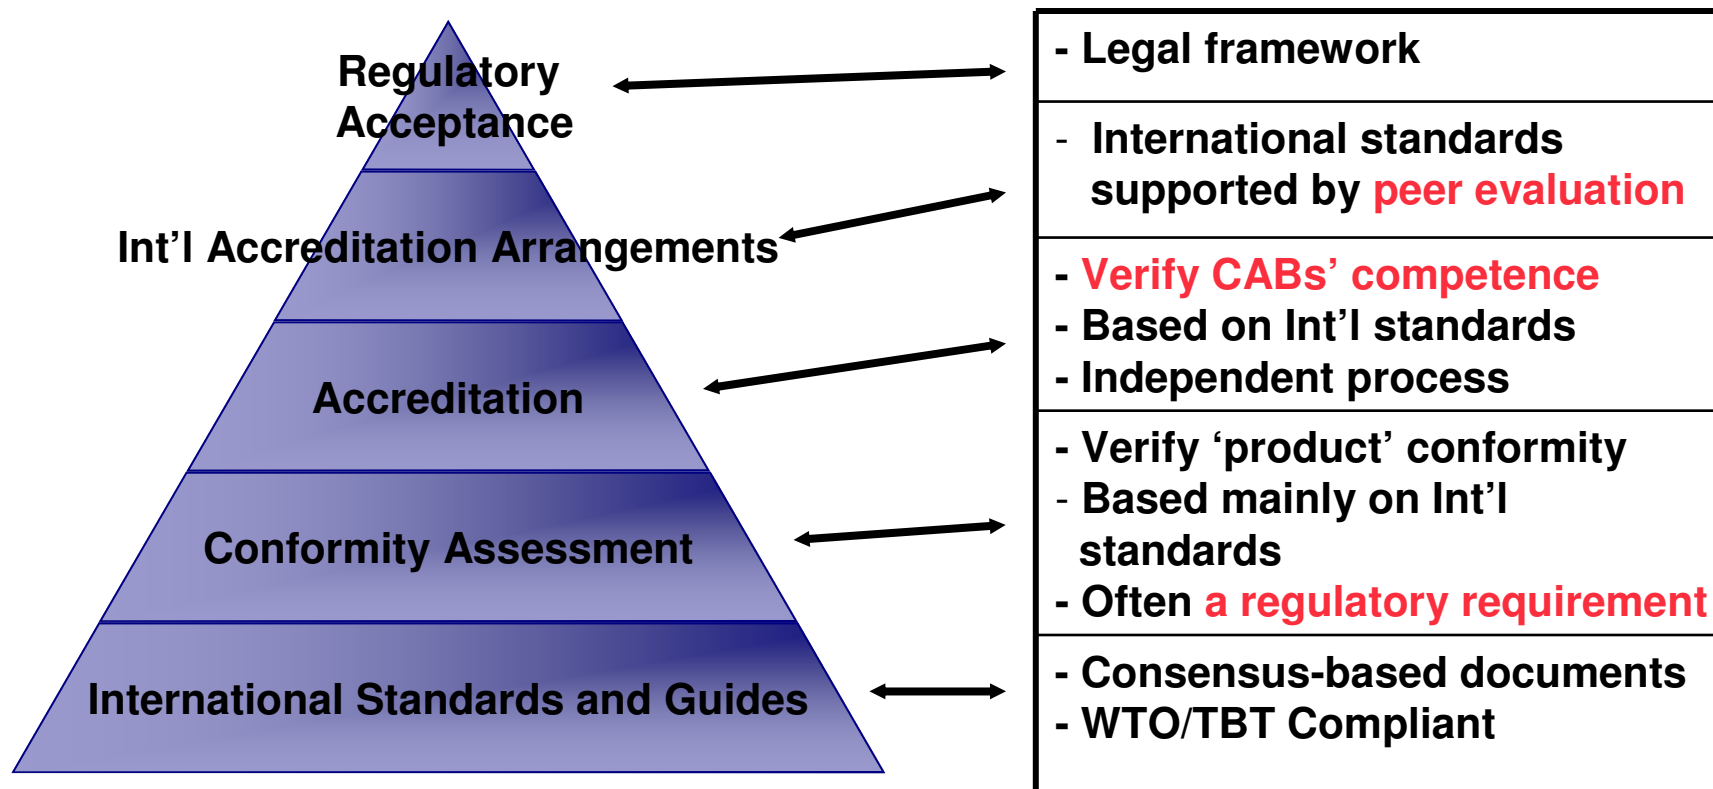 Regulatory
Acceptance
Int’l Accreditation Arrangements
Accreditation
Conformity Assessment
International Standards and Guides
- Legal framework
- International standards
supported by peer evaluation
- Verify CABs’ competence
- Based on Int’l standards
- Independent process
- Verify ‘product’ conformity
- Based mainly on Int’l
standards
- Often a regulatory requirement
- Consensus-based documents
- WTO/TBT Compliant